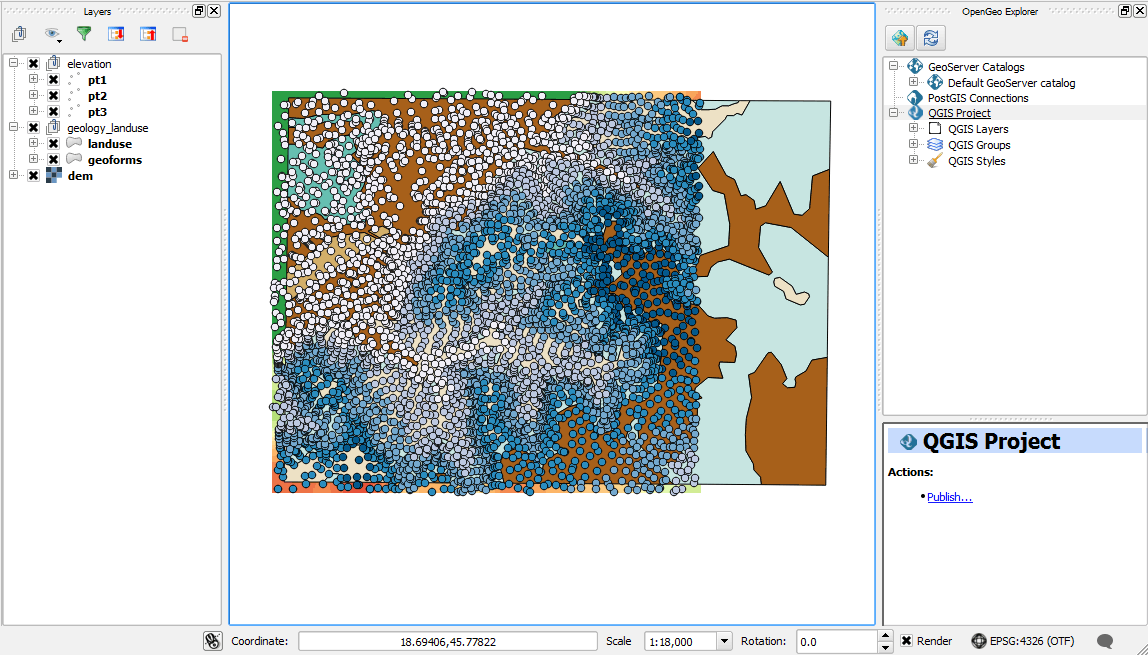 Layers
elevation
pt1
pt2
pt3
geology_landuse
landuse
geoforms
dem
OpenGeo Explorer
GeoServer Catalogs
Default GeoServer catalog
PostGIS Connections
QGIS Project
QGIS Layers
QGIS Groups
QGIS Styles
QGIS Project
Actions:
Publish...
Coordinate: 18.69406,45.77822 Scale 1:18,000 Rotation: 0.0 Render EPSG:4326 (OTF)